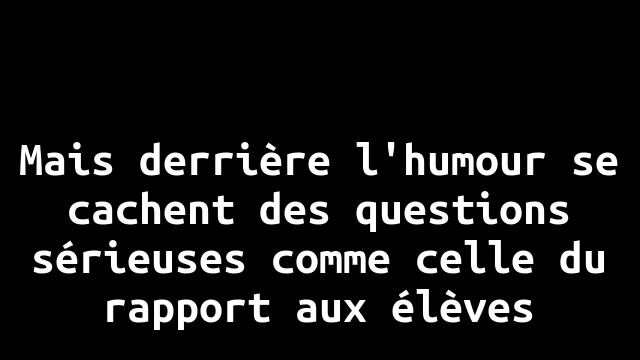 Mais derrière l'humour se
cachent des questions
sérieuses comme celle du
rapport aux élèves